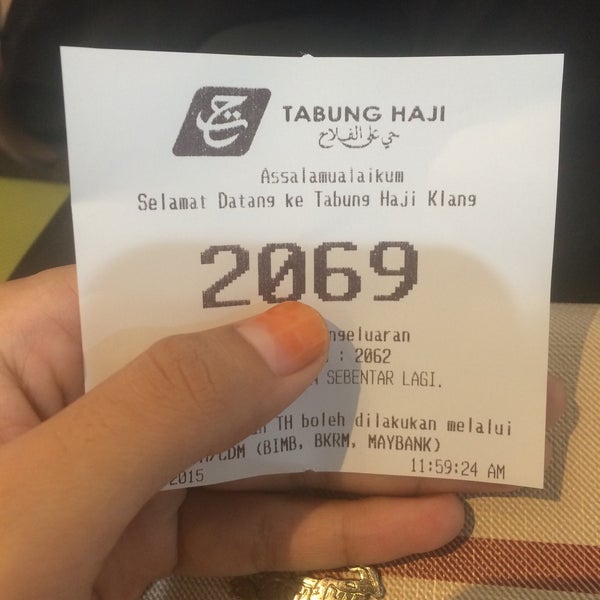 TABUNG HAJI
حي على الفلاح
Assalamualaikum
Selamat Datang ke Tabung Haji Klang
2069
: 2062
SEBENTAR LAGI.
TH boleh dilakukan melalui
/CDM (BIMB, BKRM, MAYBANK)
2015 11:59:24 AM